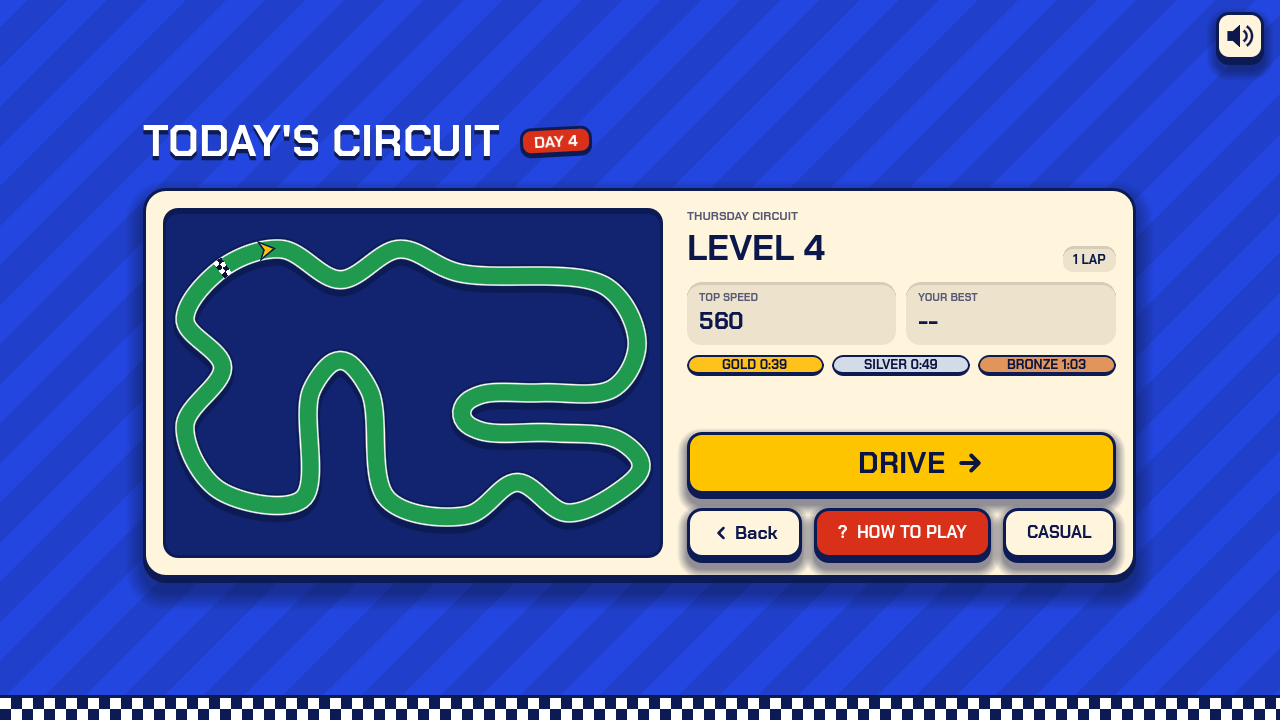 TODAY'S CIRCUIT
DAY 4
THURSDAY CIRCUIT
LEVEL 4
1 LAP
TOP SPEED
560
YOUR BEST
--
GOLD 0:39
SILVER 0:49
BRONZE 1:03
DRIVE →
‹ Back
? HOW TO PLAY
CASUAL